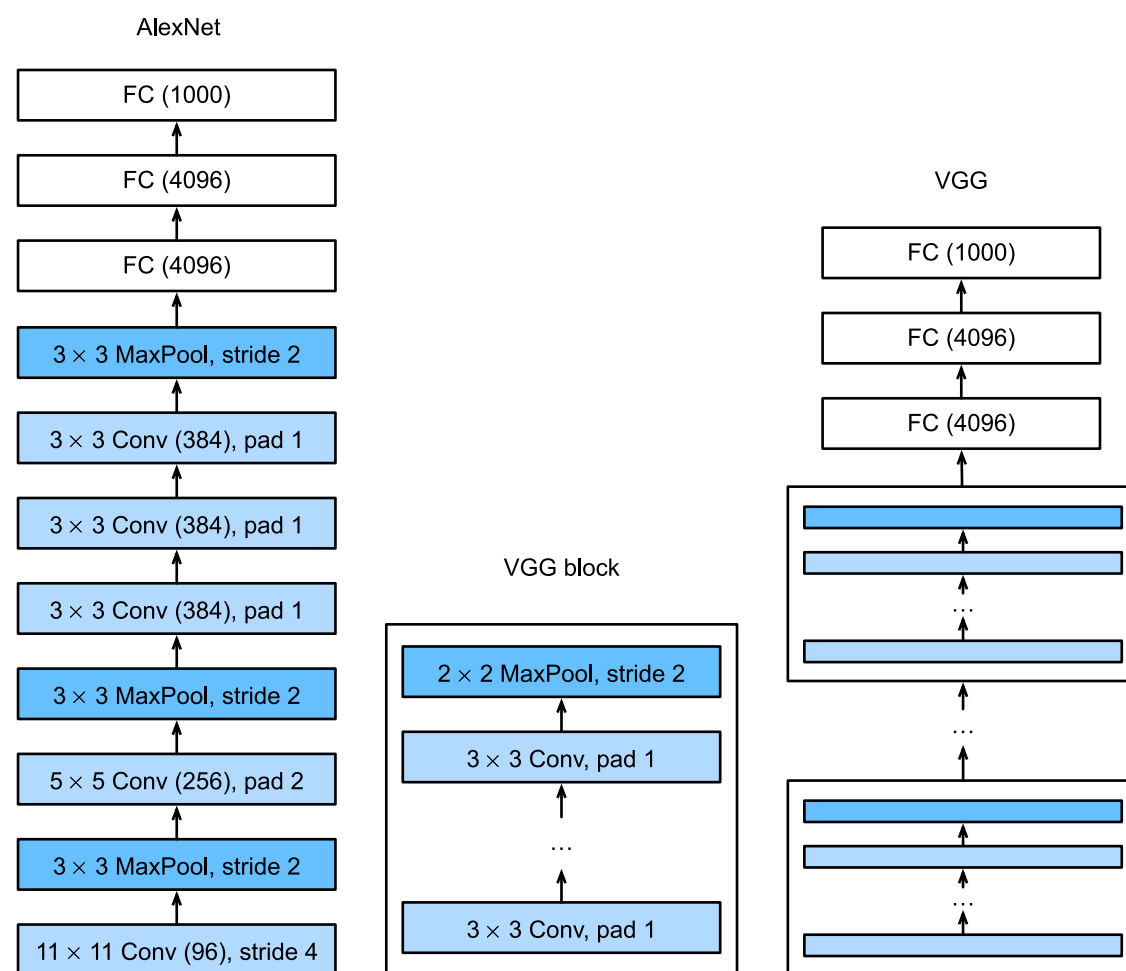 AlexNet
FC (1000)
FC (4096)
FC (4096)
3 × 3 MaxPool, stride 2
3 × 3 Conv (384), pad 1
3 × 3 Conv (384), pad 1
3 × 3 Conv (384), pad 1
3 × 3 MaxPool, stride 2
5 × 5 Conv (256), pad 2
3 × 3 MaxPool, stride 2
11 × 11 Conv (96), stride 4
VGG block
2 × 2 MaxPool, stride 2
3 × 3 Conv, pad 1
...
3 × 3 Conv, pad 1
VGG
FC (1000)
FC (4096)
FC (4096)
...
...
...